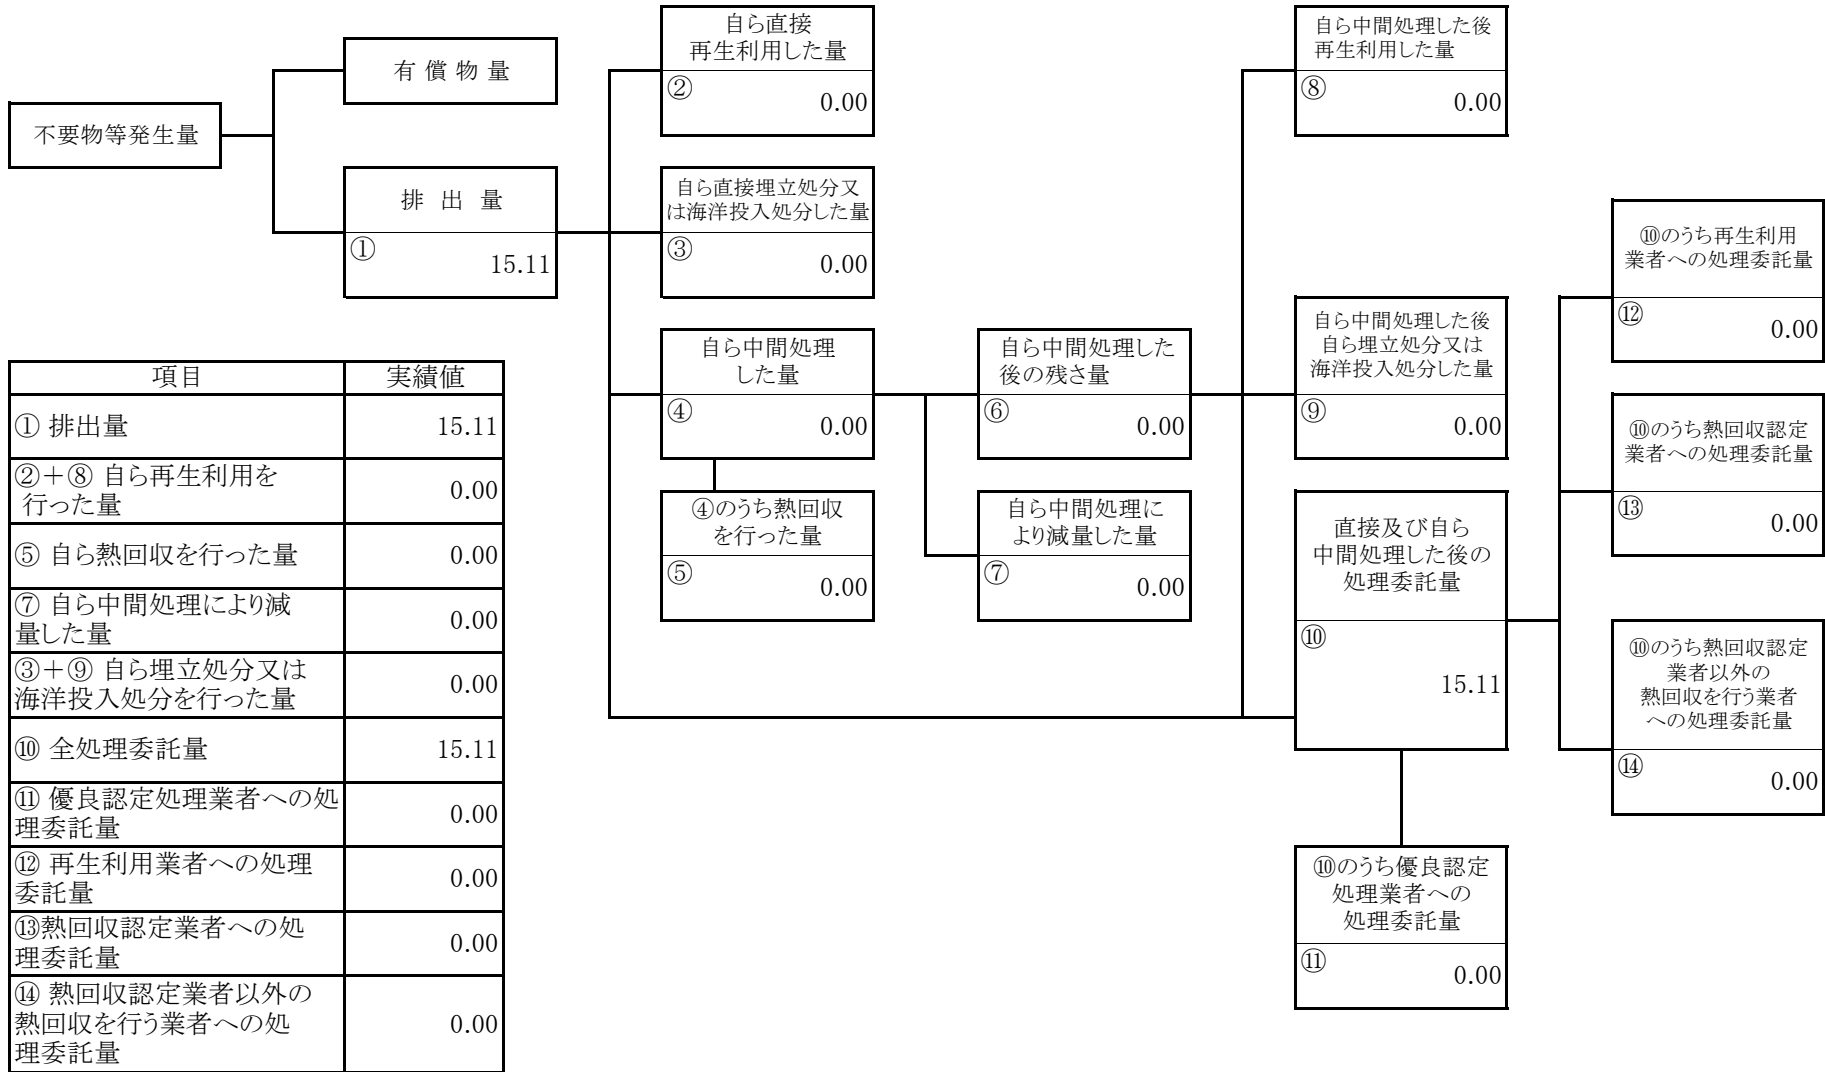 不要物等発生量
有償物量
排出量
①
15.11
自ら直接
再生利用した量
②
0.00
自ら直接埋立処分又
は海洋投入処分した量
③
0.00
自ら中間処理
した量
④
0.00
④のうち熱回収
を行った量
⑤
0.00
自ら中間処理した
後の残さ量
⑥
0.00
自ら中間処理に
より減量した量
⑦
0.00
自ら中間処理した後
再生利用した量
⑧
0.00
自ら中間処理した後
自ら埋立処分又は
海洋投入処分した量
⑨
0.00
直接及び自ら
中間処理した後の
処理委託量
⑩
15.11
⑩のうち優良認定
処理業者への
処理委託量
⑪
0.00
⑩のうち再生利用
業者への処理委託量
⑫
0.00
⑩のうち熱回収認定
業者への処理委託量
⑬
0.00
⑩のうち熱回収認定
業者以外の
熱回収を行う業者
への処理委託量
⑭
0.00
項目 実績値
① 排出量 15.11
②+⑧ 自ら再生利用を
行った量 0.00
⑤ 自ら熱回収を行った量 0.00
⑦ 自ら中間処理により減
量した量 0.00
③+⑨ 自ら埋立処分又は
海洋投入処分を行った量 0.00
⑩ 全処理委託量 15.11
⑪ 優良認定処理業者への処
理委託量 0.00
⑫ 再生利用業者への処理
委託量 0.00
⑬熱回収認定業者への処
理委託量 0.00
⑭ 熱回収認定業者以外の
熱回収を行う業者への処
理委託量 0.00